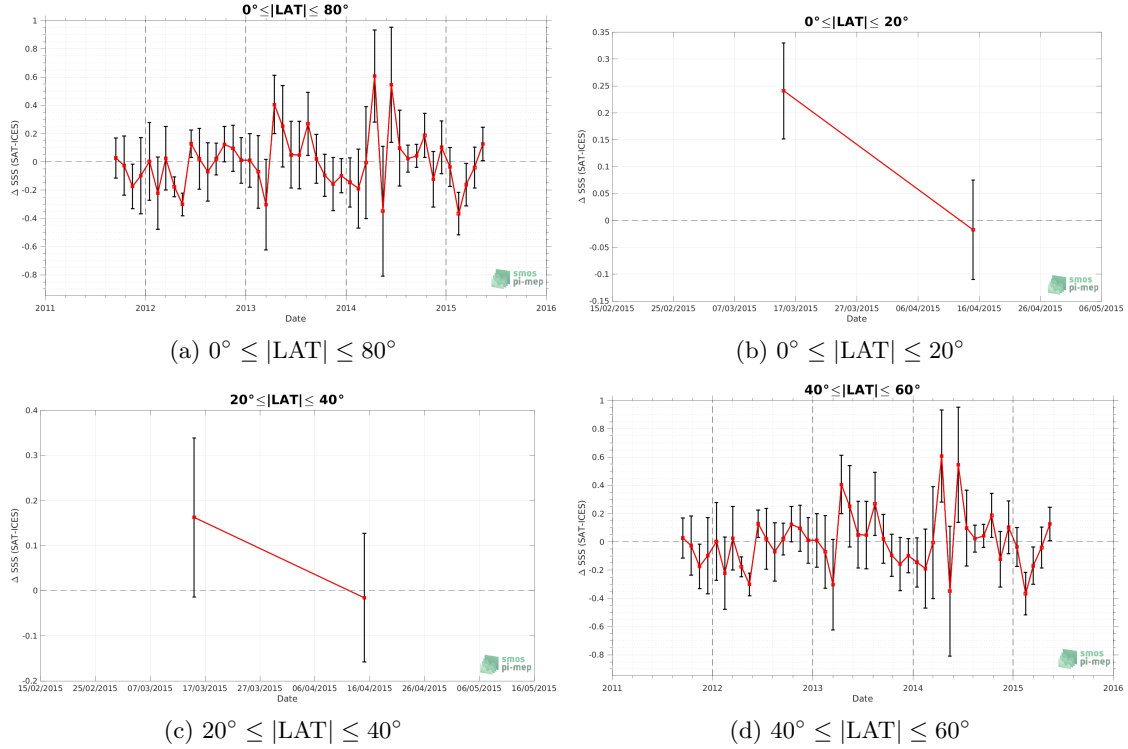 0°≤|LAT|≤ 80°
1
0.8
0.6
0.4
0.2
0
-0.2
-0.4
-0.6
-0.8
Δ SSS (SAT-ICES)
2011 2012 2013 2014 2015 2016
Date
smos
pi-mep
(a) 0° ≤ |LAT| ≤ 80°
0°≤|LAT|≤ 20°
0.35
0.3
0.25
0.2
0.15
0.1
0.05
0
-0.05
-0.1
-0.15
Δ SSS (SAT-ICES)
15/02/2015 25/02/2015 07/03/2015 17/03/2015 27/03/2015 06/04/2015 16/04/2015 26/04/2015 06/05/2015
Date
smos
pi-mep
(b) 0° ≤ |LAT| ≤ 20°
20°≤|LAT|≤ 40°
0.4
0.3
0.2
0.1
0
-0.1
-0.2
Δ SSS (SAT-ICES)
15/02/2015 25/02/2015 07/03/2015 17/03/2015 27/03/2015 06/04/2015 16/04/2015 26/04/2015 06/05/2015 16/05/2015
Date
smos
pi-mep
(c) 20° ≤ |LAT| ≤ 40°
40°≤|LAT|≤ 60°
1
0.8
0.6
0.4
0.2
0
-0.2
-0.4
-0.6
-0.8
Δ SSS (SAT-ICES)
2011 2012 2013 2014 2015 2016
Date
smos
pi-mep
(d) 40° ≤ |LAT| ≤ 60°